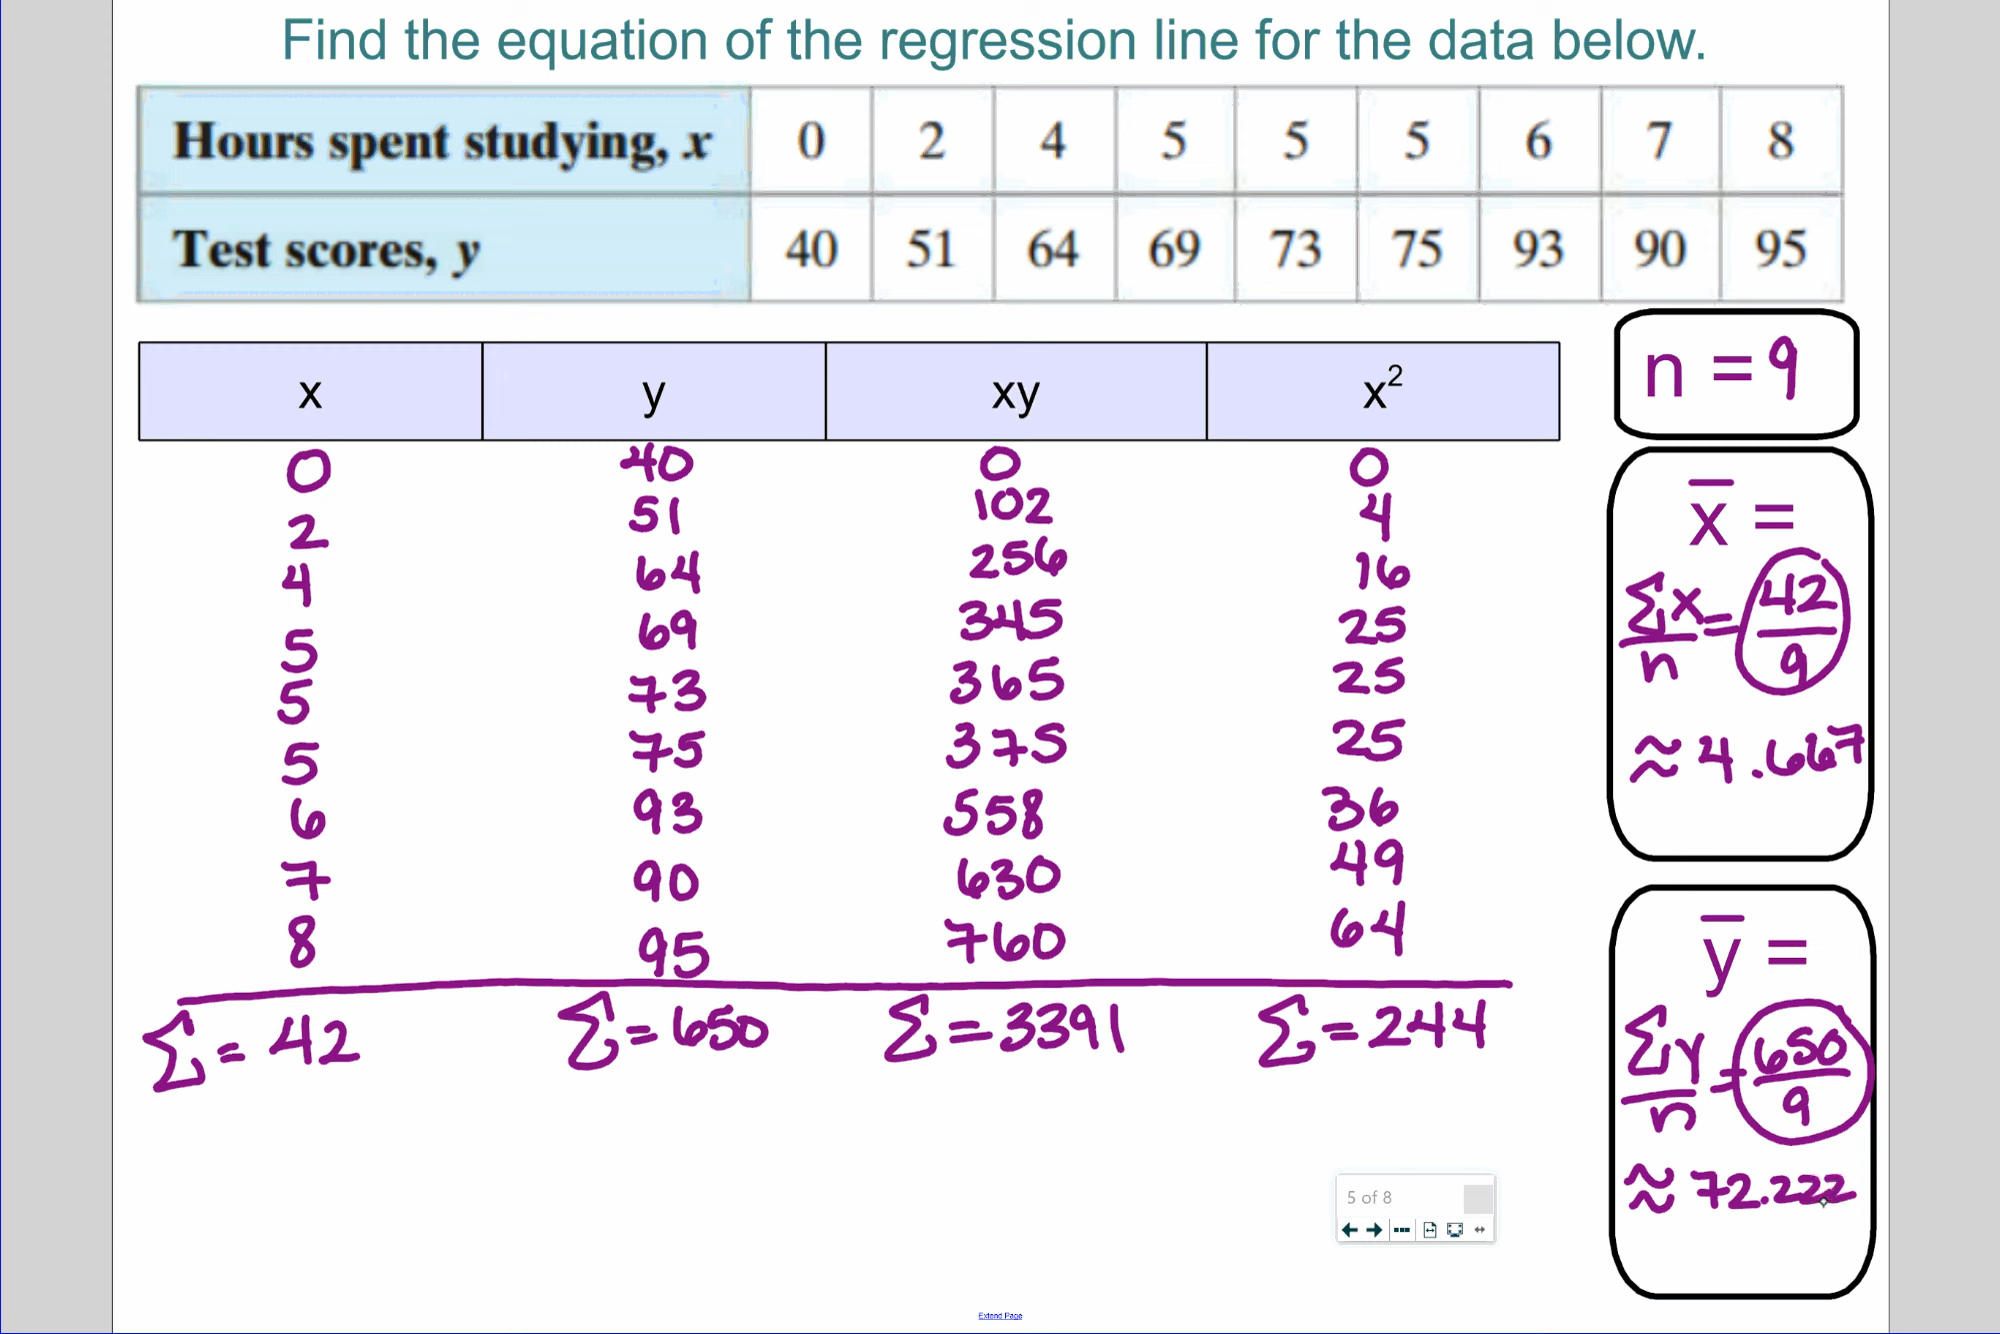 Find the equation of the regression line for the data below.
Hours spent studying, x 0 2 4 5 5 5 6 7 8
Test scores, y 40 51 64 69 73 75 93 90 95
x y xy x²
0 40 0 0
2 51 102 4
4 64 256 16
5 69 345 25
5 73 365 25
5 75 375 25
6 93 558 36
7 90 630 49
8 95 760 64
Σ = 42 Σ = 650 Σ = 3391 Σ = 244
n = 9
x̄ =
Σx/n = 42/9
≈ 4.667
ȳ =
Σy/n = 650/9
≈ 72.222
5 of 8
Extend Page